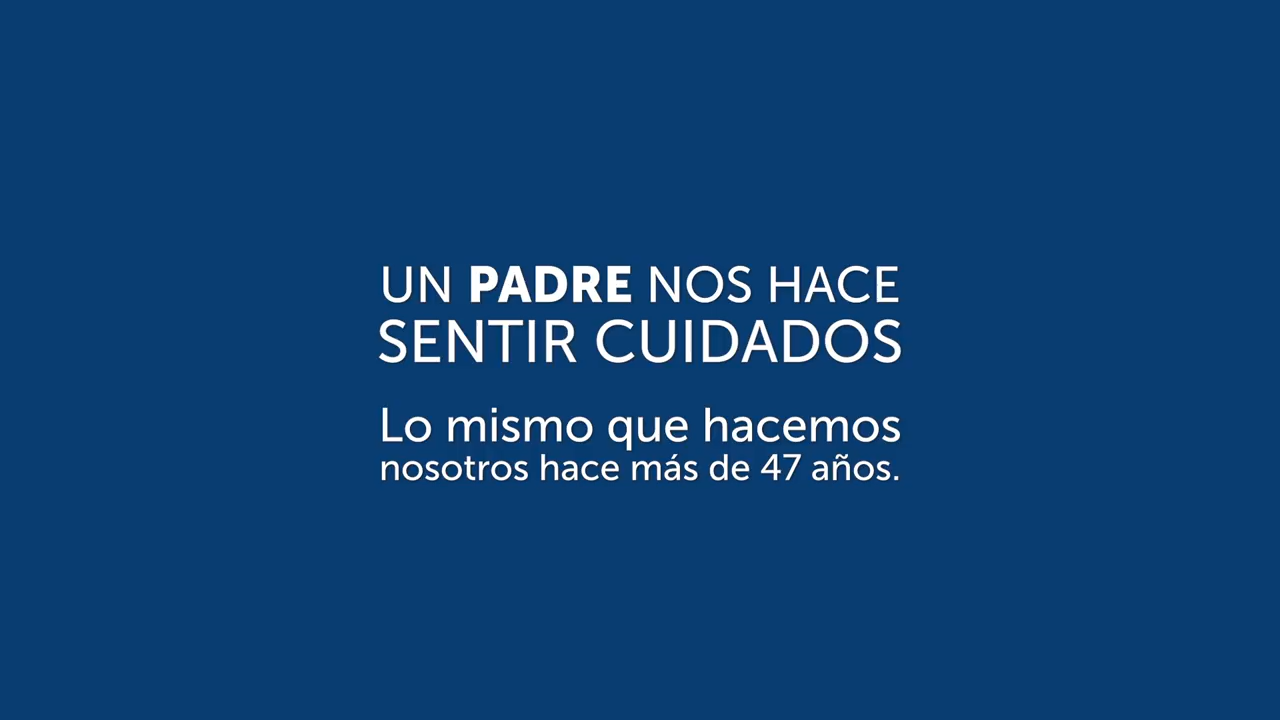 UN PADRE NOS HACE
SENTIR CUIDADOS
Lo mismo que hacemos
nosotros hace más de 47 años.